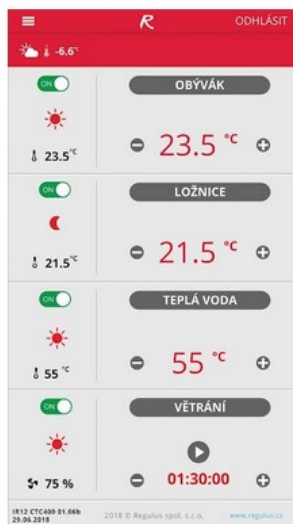 R ODHLÁSIT
-6.6°
ON OBÝVÁK
23.5 °C
23.5 °C
ON LOŽNICE
21.5 °C
21.5 °C
ON TEPLÁ VODA
55 °C
55 °C
ON VĚTRÁNÍ
01:30:00
75 %
IR12 CTC400 01.06b
29.06.2018
2018 © Regulus spol. s.r.o.
www.regulus.cz